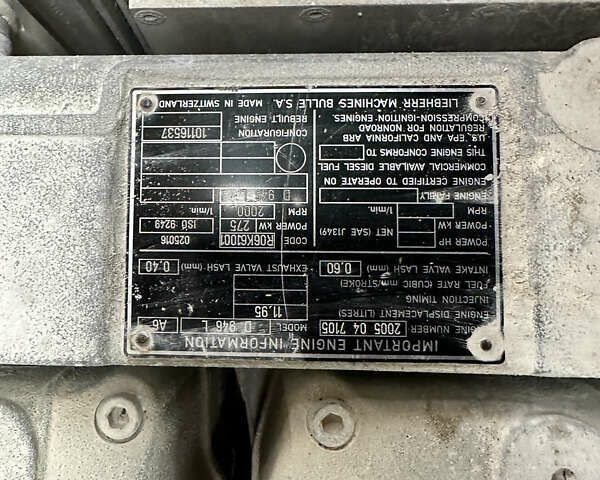 IMPORTANT ENGINE INFORMATION
ENGINE NUMBER 2005 04 7105 MODEL D 946 L A6
ENGINE DISPLACEMENT (LITRES) 11,95
INJECTION TIMING
FUEL RATE (CUBIC mm/STROKE)
INTAKE VALVE LASH (mm) 0,60 EXHAUST VALVE LASH (mm) 0,40
POWER HP NET (SAE J1349) CODE R06K6J001 025016
POWER kW POWER kW 275 ISO 9249
RPM 1/min. RPM 2000 1/min.
ENGINE FAMILY D 946
ENGINE CERTIFIED TO OPERATE ON
COMMERCIAL AVAILABLE DIESEL FUEL
THIS ENGINE CONFORMS TO
U.S. EPA AND CALIFORNIA ARB
REGULATION FOR NONROAD CONFIGURATION 10116537
COMPRESSION-IGNITION ENGINES. REBUILT ENGINE
LIEBHERR MACHINES BULLE S.A. MADE IN SWITZERLAND